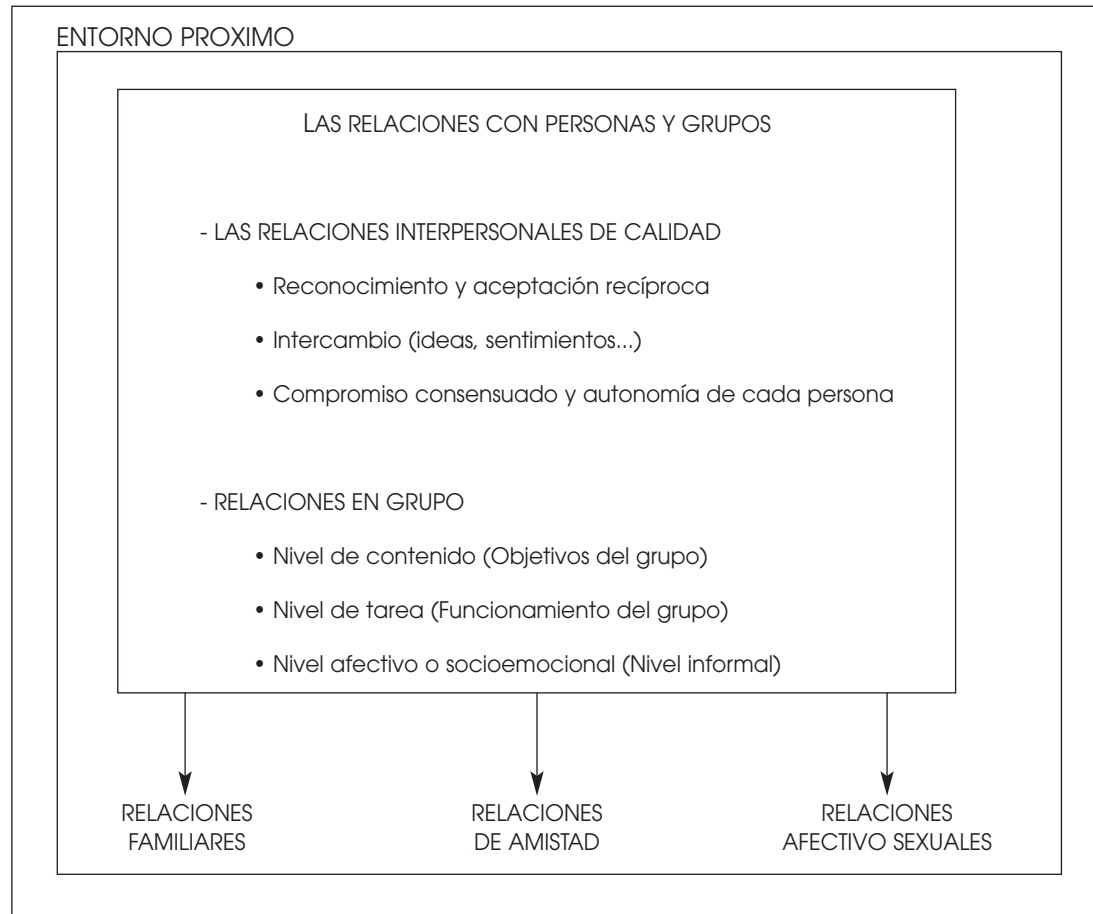 ENTORNO PROXIMO
LAS RELACIONES CON PERSONAS Y GRUPOS
- LAS RELACIONES INTERPERSONALES DE CALIDAD
• Reconocimiento y aceptación recíproca
• Intercambio (ideas, sentimientos...)
• Compromiso consensuado y autonomía de cada persona
- RELACIONES EN GRUPO
• Nivel de contenido (Objetivos del grupo)
• Nivel de tarea (Funcionamiento del grupo)
• Nivel afectivo o socioemocional (Nivel informal)
RELACIONES
FAMILIARES
RELACIONES
DE AMISTAD
RELACIONES
AFECTIVO SEXUALES